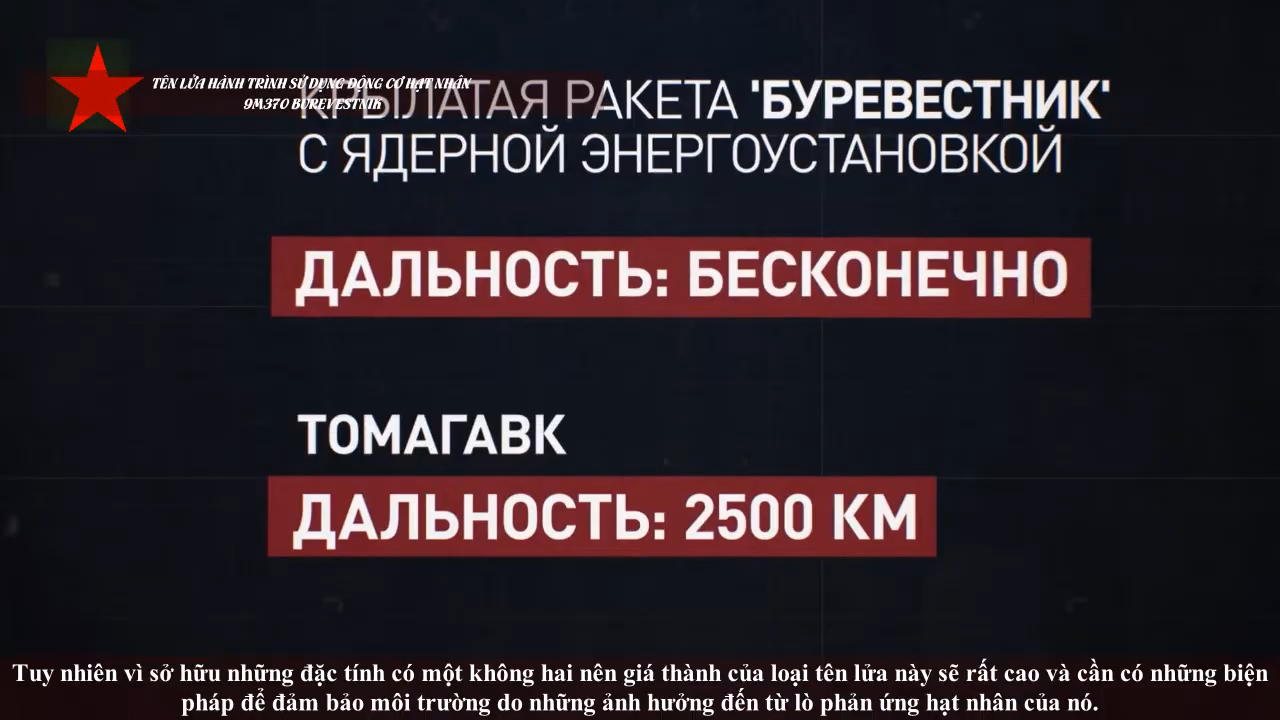 TÊN LỬA HÀNH TRÌNH SỬ DỤNG ĐỘNG CƠ HẠT NHÂN
9M370 BUREVESTNIK
КРЫЛАТАЯ РАКЕТА 'БУРЕВЕСТНИК'
С ЯДЕРНОЙ ЭНЕРГОУСТАНОВКОЙ
ДАЛЬНОСТЬ: БЕСКОНЕЧНО
ТОМАГАВК
ДАЛЬНОСТЬ: 2500 КМ
Tuy nhiên vì sở hữu những đặc tính có một không hai nên giá thành của loại tên lửa này sẽ rất cao và cần có những biện
pháp để đảm bảo môi trường do những ảnh hưởng đến từ lò phản ứng hạt nhân của nó.